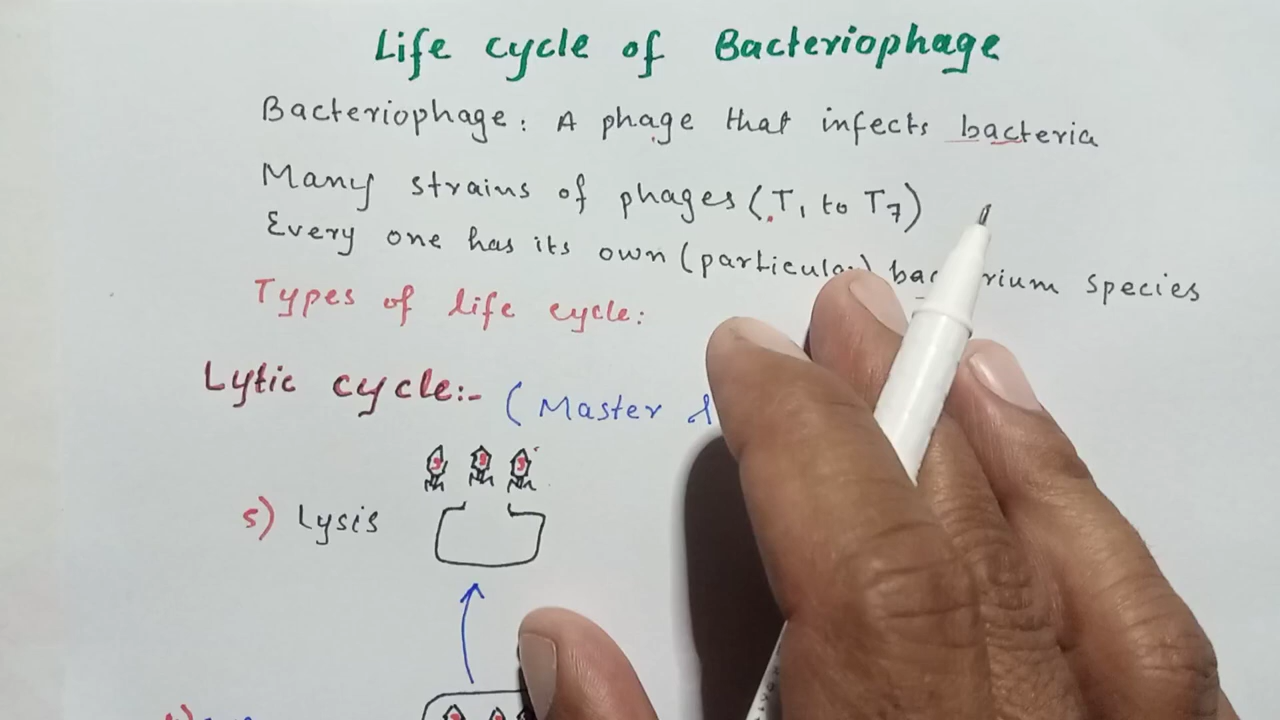 Life cycle of Bacteriophage
Bacteriophage: A phage that infects bacteria
Many strains of phages (T1 to T7)
Every one has its own (particular) species
Types of life cycle:
Lytic cycle:- (Master
5) Lysis